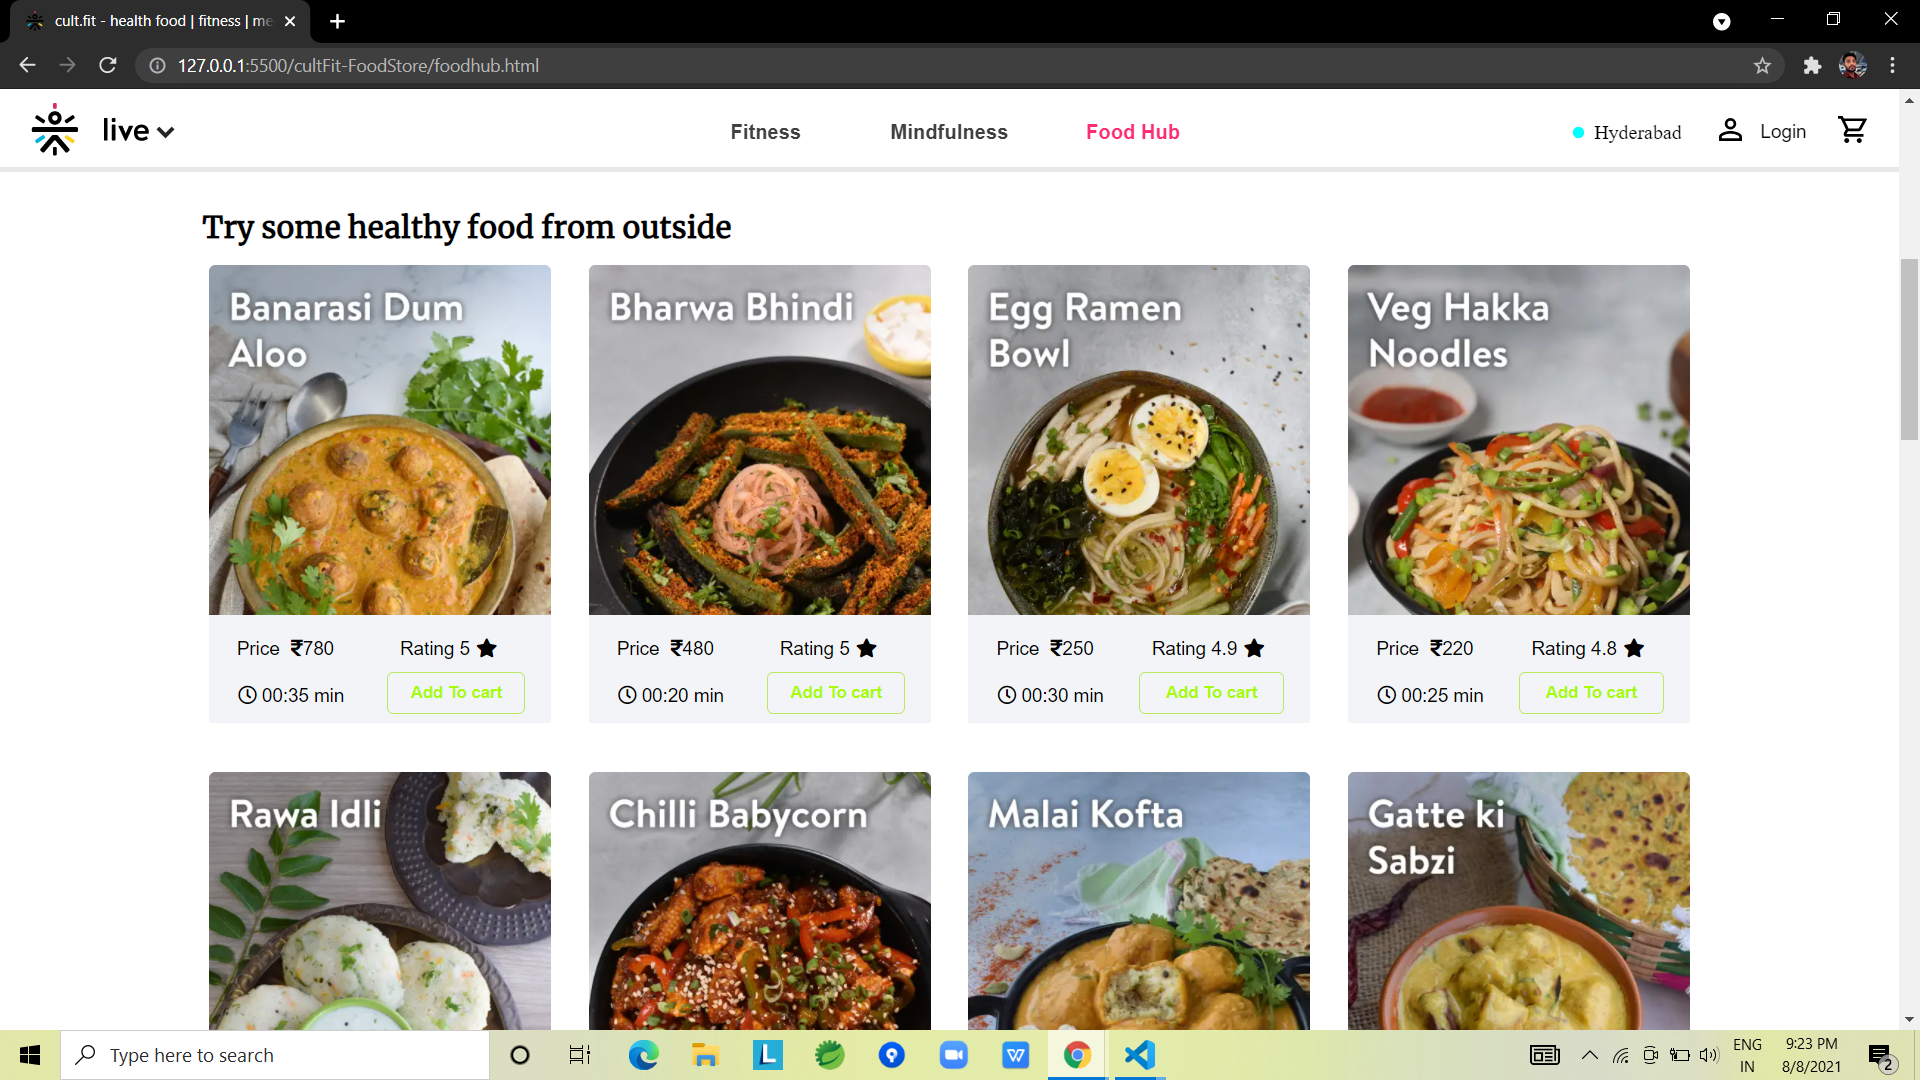 cult.fit - health food | fitness | me
127.0.0.1:5500/cultFit-FoodStore/foodhub.html
live
Fitness
Mindfulness
Food Hub
Hyderabad
Login
Try some healthy food from outside
Banarasi Dum
Aloo
Bharwa Bhindi
Egg Ramen
Bowl
Veg Hakka
Noodles
Price ₹780
Rating 5
00:35 min
Add To cart
Price ₹480
Rating 5
00:20 min
Add To cart
Price ₹250
Rating 4.9
00:30 min
Add To cart
Price ₹220
Rating 4.8
00:25 min
Add To cart
Rawa Idli
Chilli Babycorn
Malai Kofta
Gatte ki
Sabzi
Type here to search
L
W
ENG
IN
9:23 PM
8/8/2021
2